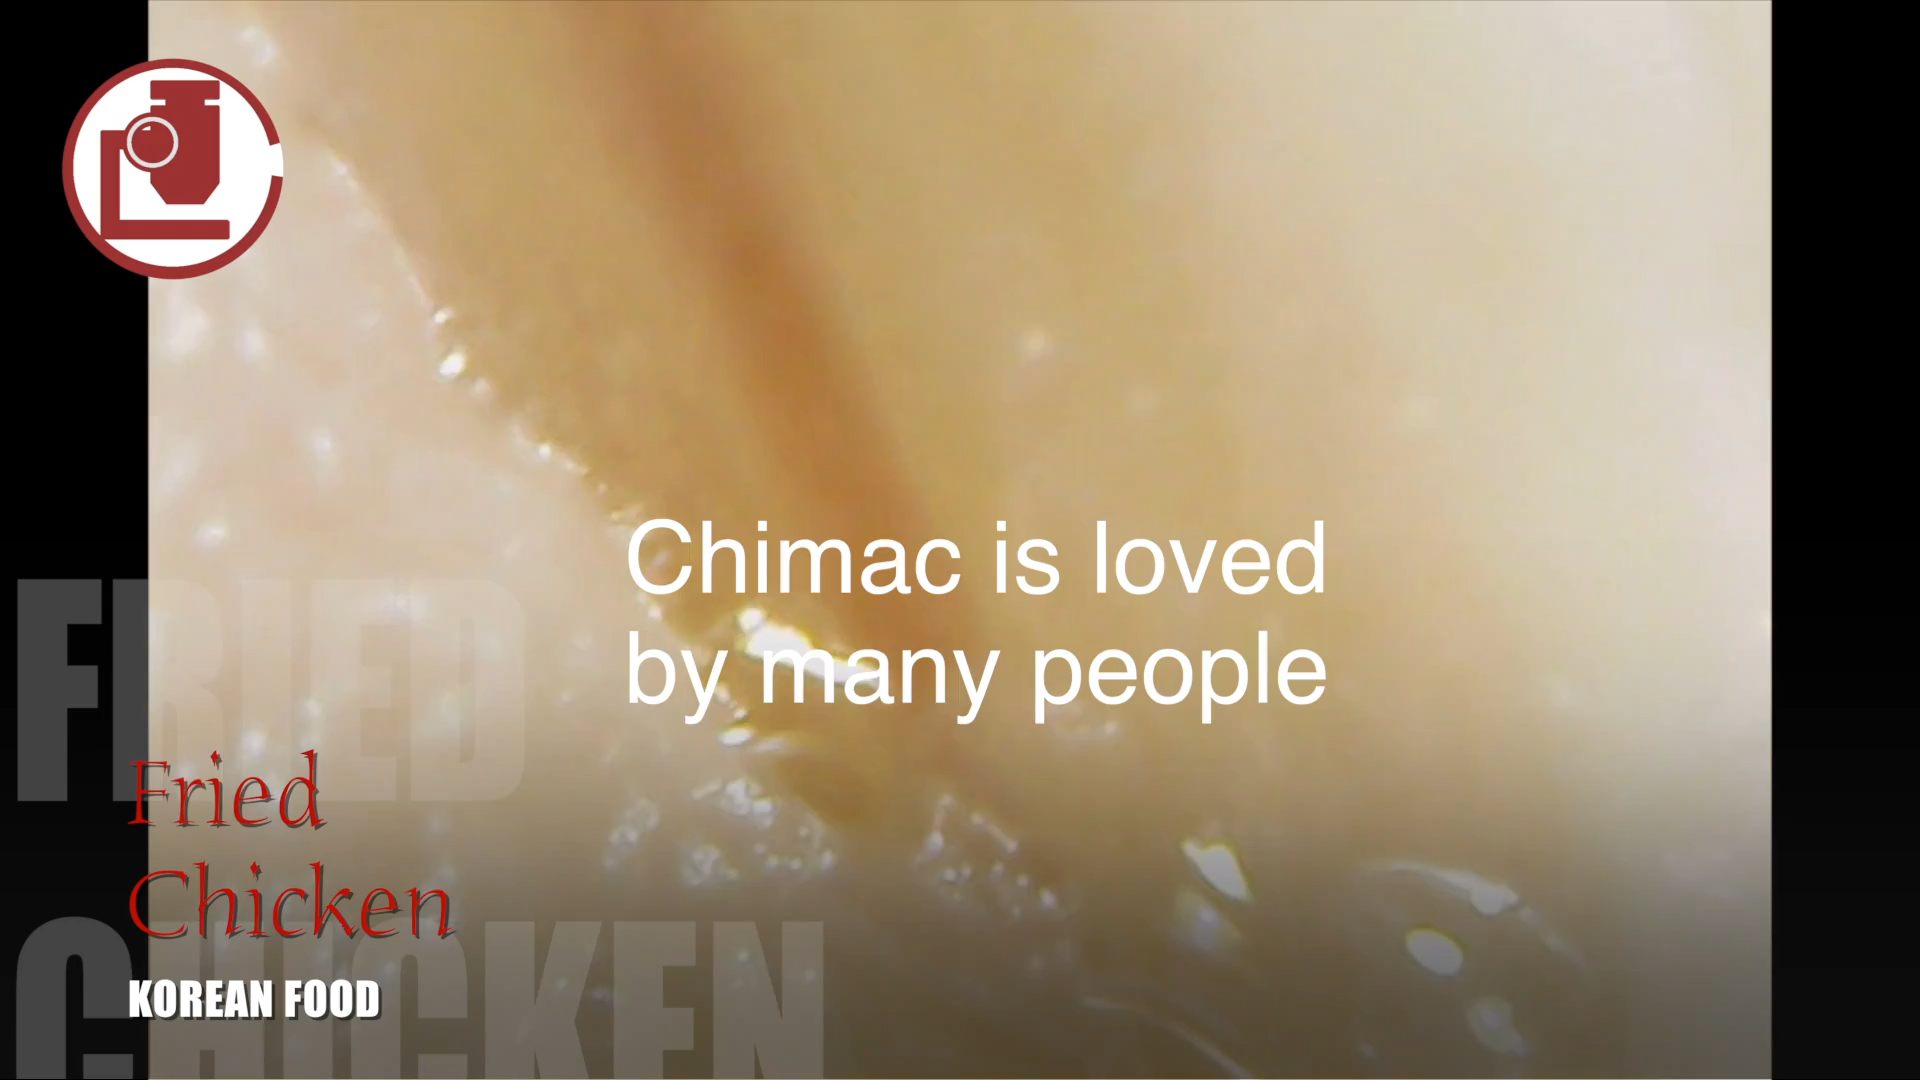 Chimac is loved
by many people
FRIED
Fried
Chicken
CHICKEN
KOREAN FOOD